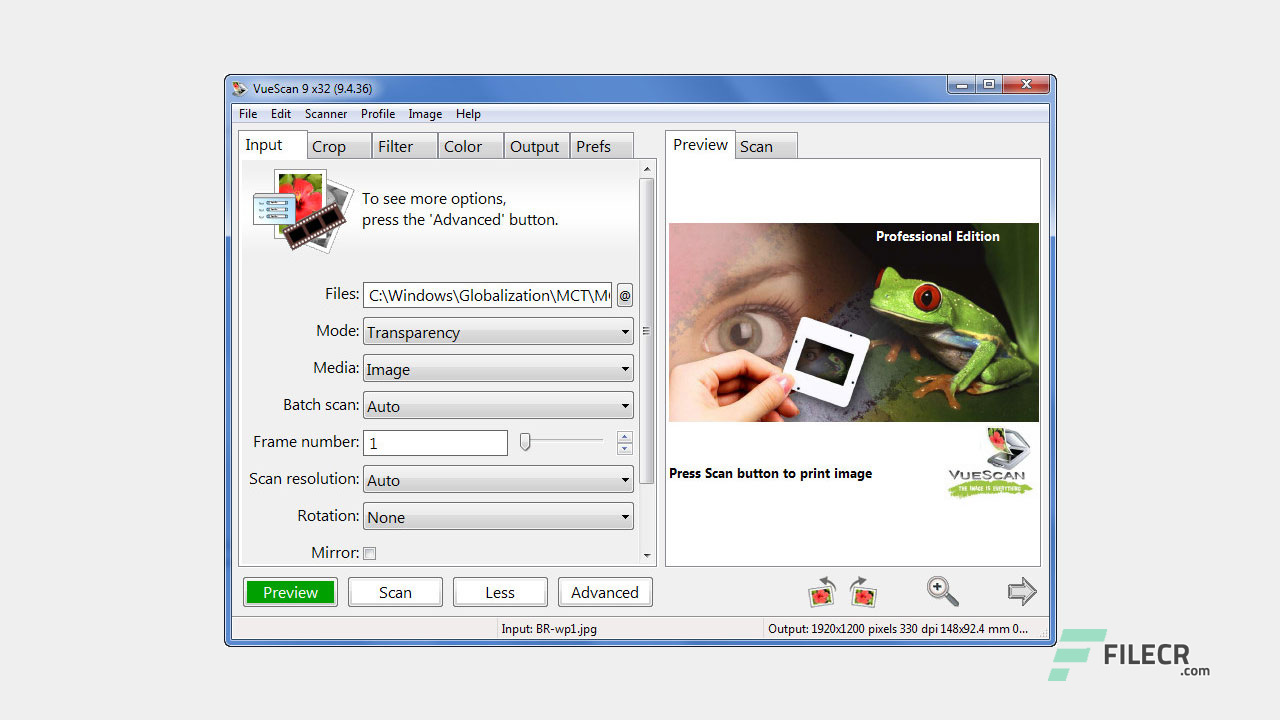 VueScan 9 x32 (9.4.36)
File Edit Scanner Profile Image Help
Input Crop Filter Color Output Prefs
To see more options,
press the 'Advanced' button.
Files: C:\Windows\Globalization\MCT\M @
Mode: Transparency
Media: Image
Batch scan: Auto
Frame number: 1
Scan resolution: Auto
Rotation: None
Mirror:
Preview Scan Less Advanced
Preview Scan
Professional Edition
Press Scan button to print image
VUESCAN
THE IMAGE IS EVERYTHING
Input: BR-wp1.jpg
Output: 1920x1200 pixels 330 dpi 148x92.4 mm 0...
FILECR
.com